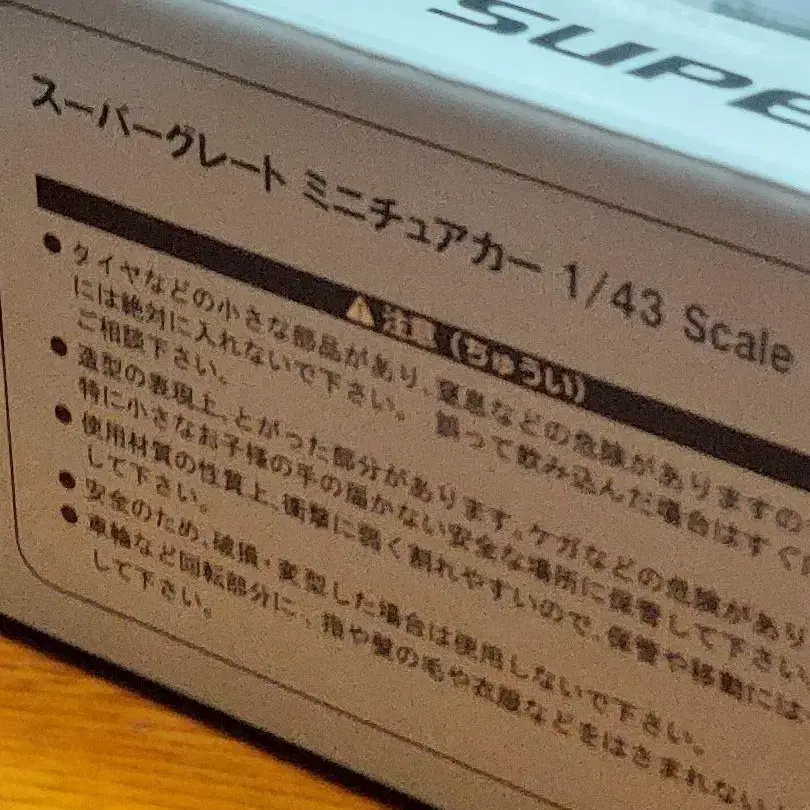 SUPE
スーパーグレート ミニチュアカー 1/43 Scale
⚠注意(ちゅうい)
●タイヤなどの小さな部品があり、窒息などの危険がありますの
には絶対に入れないで下さい。 誤って飲み込んだ場合はすぐ
ご相談下さい。
●造型の表現上、とがった部分があります。ケガなどの危険があり
特に小さなお子様の手の届かない安全な場所に保管して下さい
●使用材質の性質上、衝撃に弱く割れやすいので、保管や移動には
して下さい。
●安全のため、破損・変型した場合は使用しないで下さい。
●車輪など回転部分に、指や髪の毛や衣服などをはさまれない
して下さい。